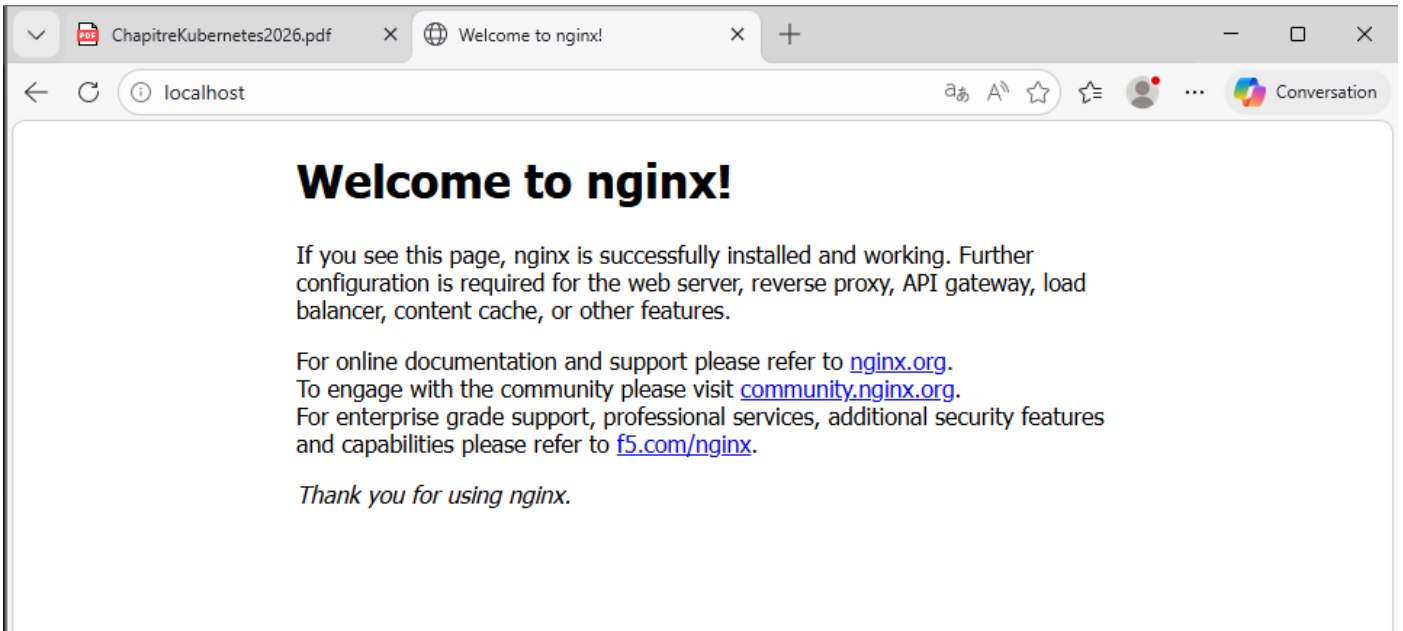 PDF
ChapitreKubernetes2026.pdf
Welcome to nginx!
localhost
aあ
A
Conversation
Welcome to nginx!
If you see this page, nginx is successfully installed and working. Further
configuration is required for the web server, reverse proxy, API gateway, load
balancer, content cache, or other features.
For online documentation and support please refer to nginx.org.
To engage with the community please visit community.nginx.org.
For enterprise grade support, professional services, additional security features
and capabilities please refer to f5.com/nginx.
Thank you for using nginx.